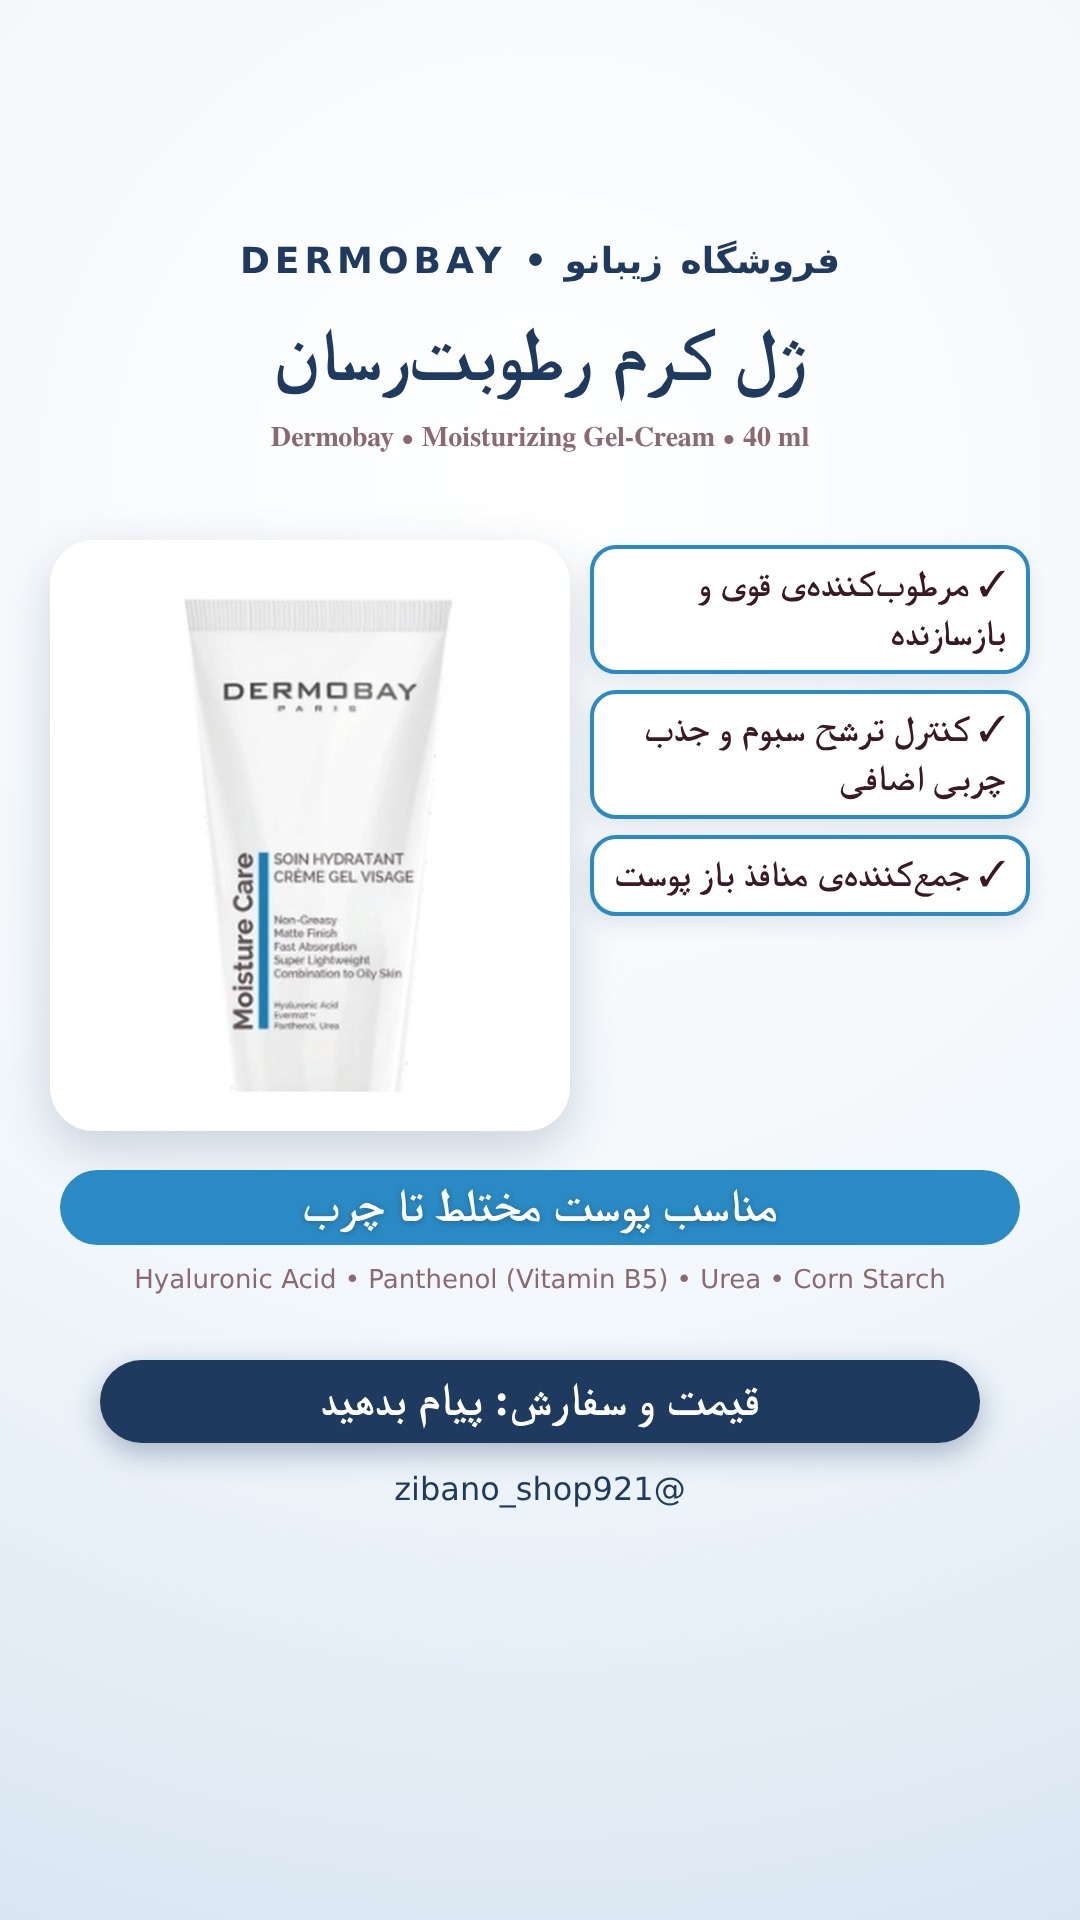 فروشگاه زیبانو • DERMOBAY
ژل کرم رطوبت‌رسان
Dermobay • Moisturizing Gel-Cream • 40 ml
✓ مرطوب‌کننده‌ی قوی و
بازسازنده
✓ کنترل ترشح سبوم و جذب
چربی اضافی
✓ جمع‌کننده‌ی منافذ باز پوست
DERMOBAY
PARIS
Moisture Care
SOIN HYDRATANT
CRÈME GEL VISAGE
Non-Greasy
Matte Finish
Fast Absorption
Super Lightweight
Combination to Oily Skin
Hyaluronic Acid
Evermat™
Panthenol, Urea
مناسب پوست مختلط تا چرب
Hyaluronic Acid • Panthenol (Vitamin B5) • Urea • Corn Starch
قیمت و سفارش: پیام بدهید
zibano_shop921@